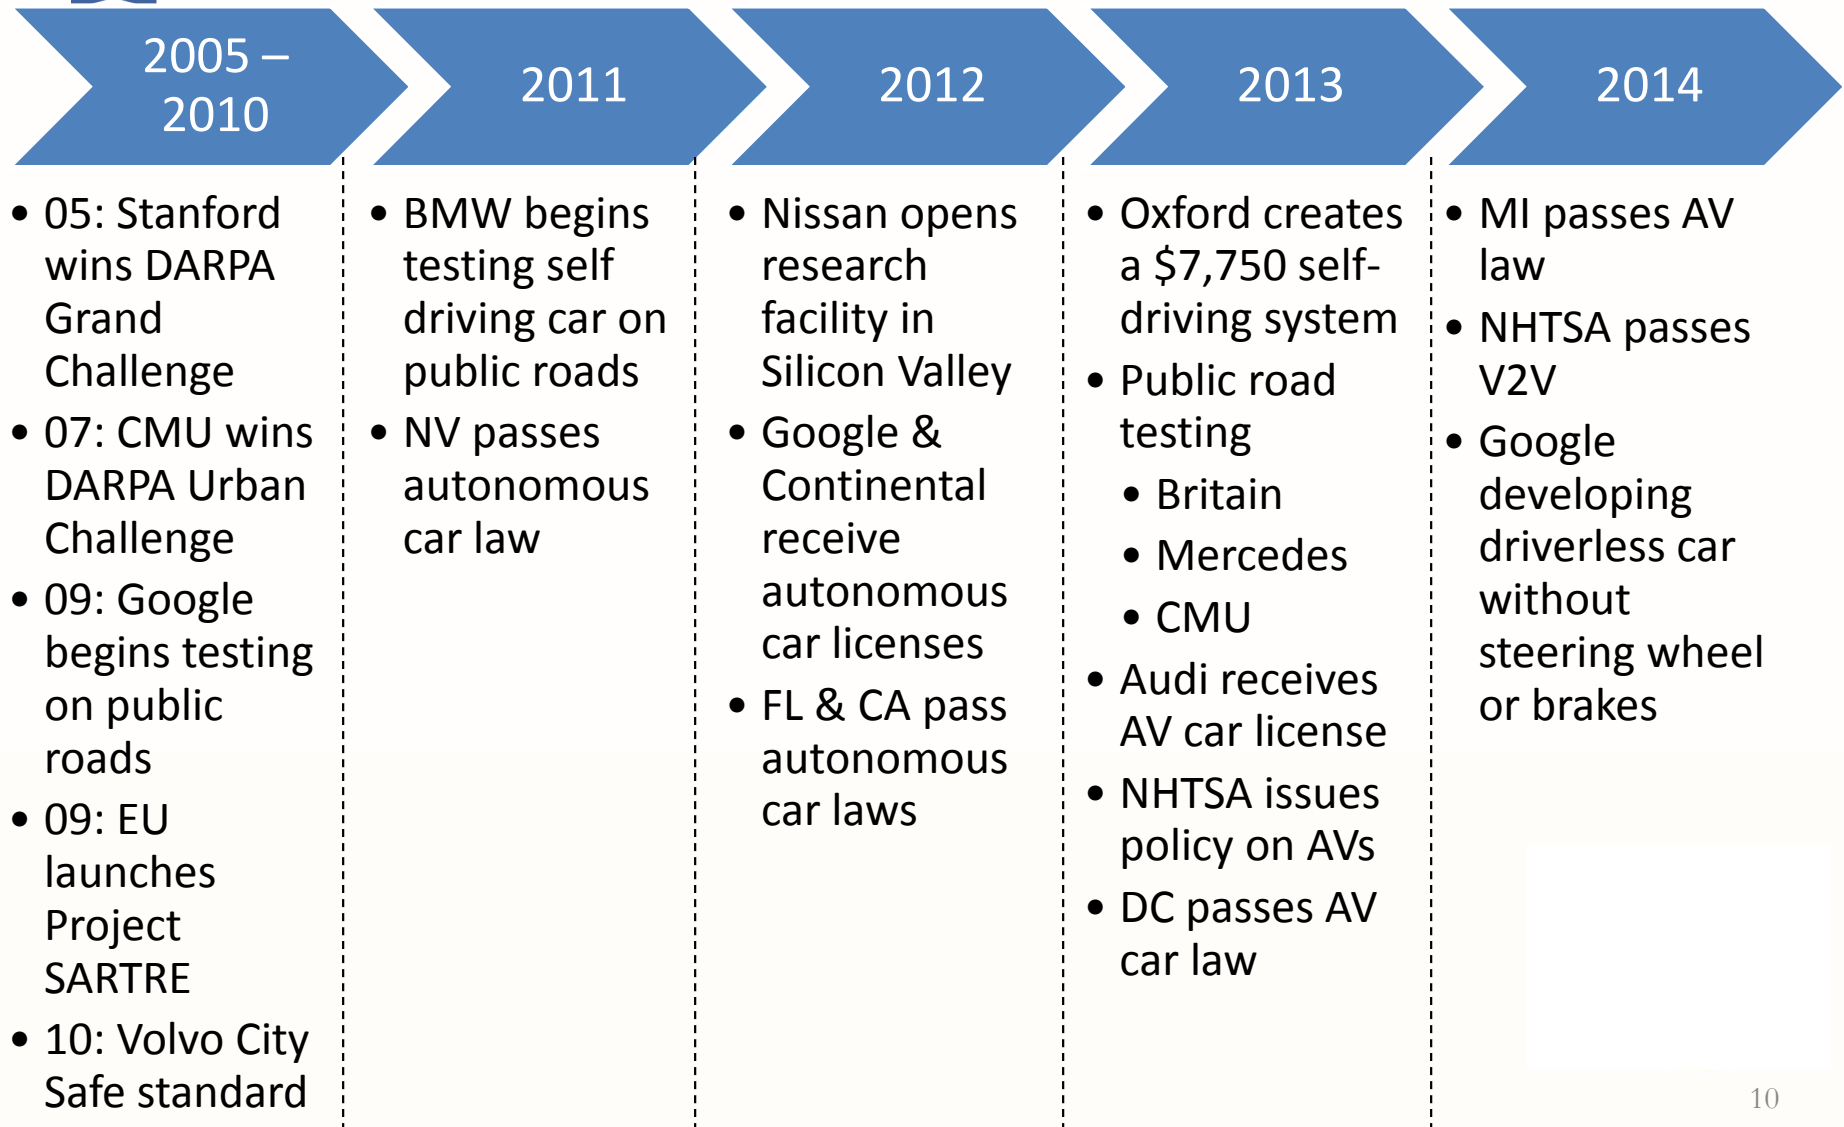 2005 –
2010
• 05: Stanford
wins DARPA
Grand
Challenge
• 07: CMU wins
DARPA Urban
Challenge
• 09: Google
begins testing
on public
roads
• 09: EU
launches
Project
SARTRE
• 10: Volvo City
Safe standard
2011
• BMW begins
testing self
driving car on
public roads
• NV passes
autonomous
car law
2012
• Nissan opens
research
facility in
Silicon Valley
• Google &
Continental
receive
autonomous
car licenses
• FL & CA pass
autonomous
car laws
2013
• Oxford creates
a $7,750 self-
driving system
• Public road
testing
• Britain
• Mercedes
• CMU
• Audi receives
AV car license
• NHTSA issues
policy on AVs
• DC passes AV
car law
2014
• MI passes AV
law
• NHTSA passes
V2V
• Google
developing
driverless car
without
steering wheel
or brakes
10